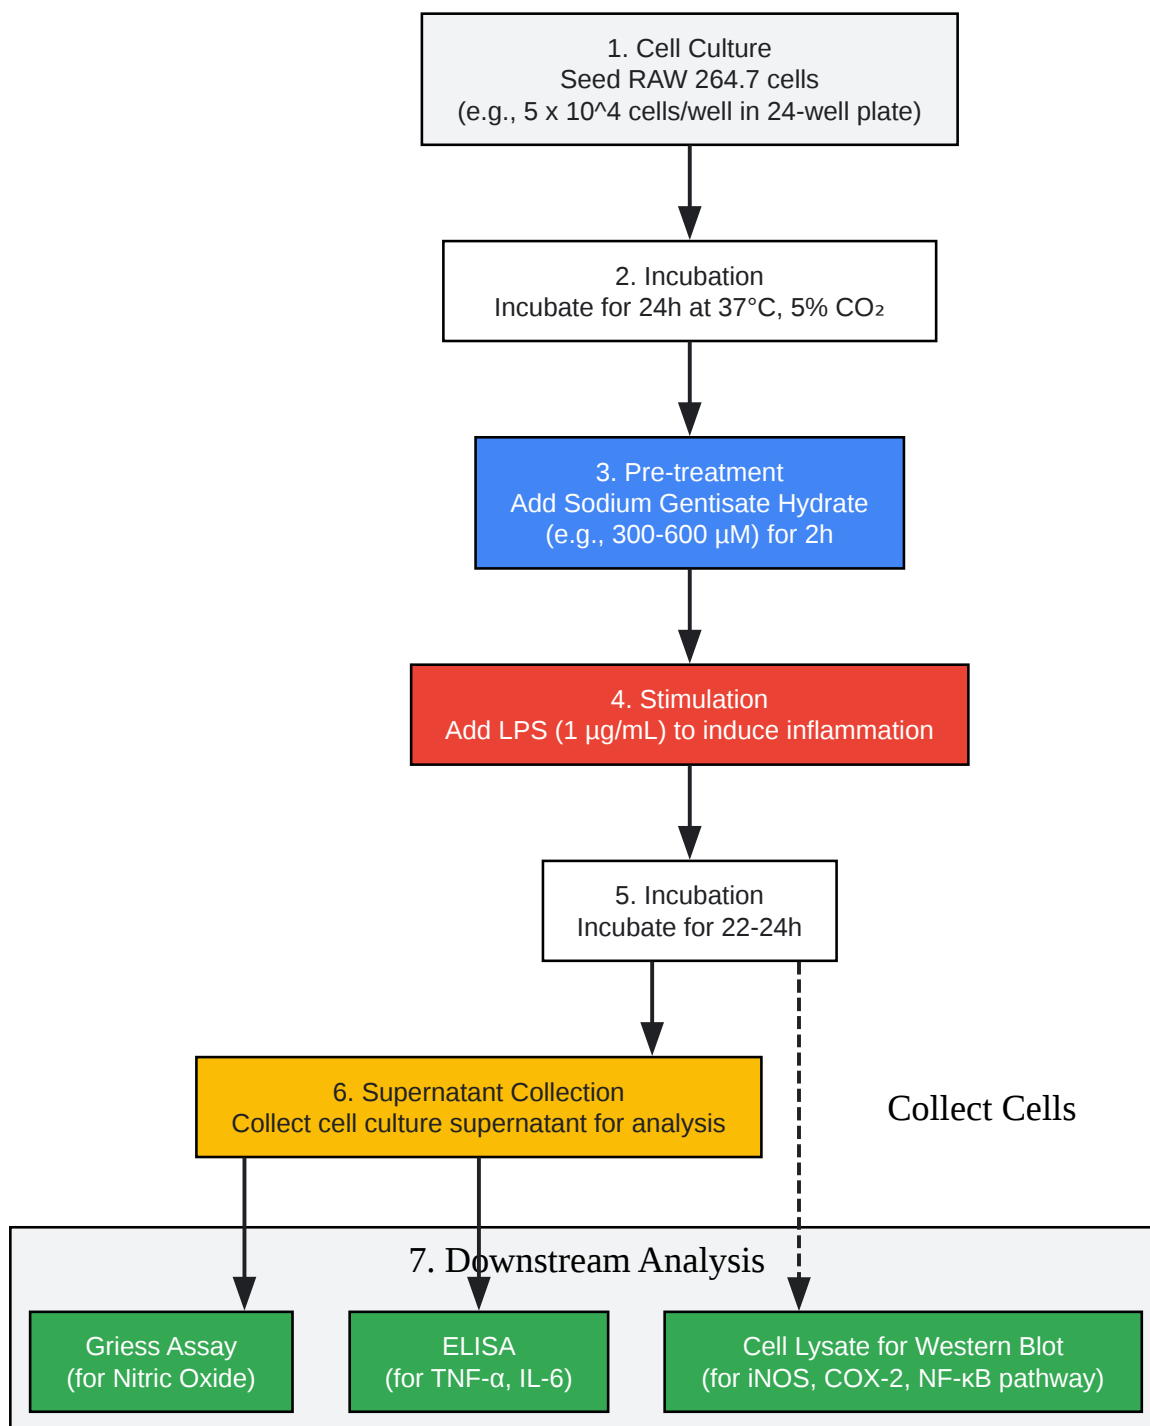 1. Cell Culture
Seed RAW 264.7 cells
(e.g., 5 x 10^4 cells/well in 24-well plate)
2. Incubation
Incubate for 24h at 37°C, 5% CO₂
3. Pre-treatment
Add Sodium Gentisate Hydrate
(e.g., 300-600 µM) for 2h
4. Stimulation
Add LPS (1 µg/mL) to induce inflammation
5. Incubation
Incubate for 22-24h
6. Supernatant Collection
Collect cell culture supernatant for analysis
Collect Cells
7. Downstream Analysis
Griess Assay
(for Nitric Oxide)
ELISA
(for TNF-α, IL-6)
Cell Lysate for Western Blot
(for iNOS, COX-2, NF-κB pathway)